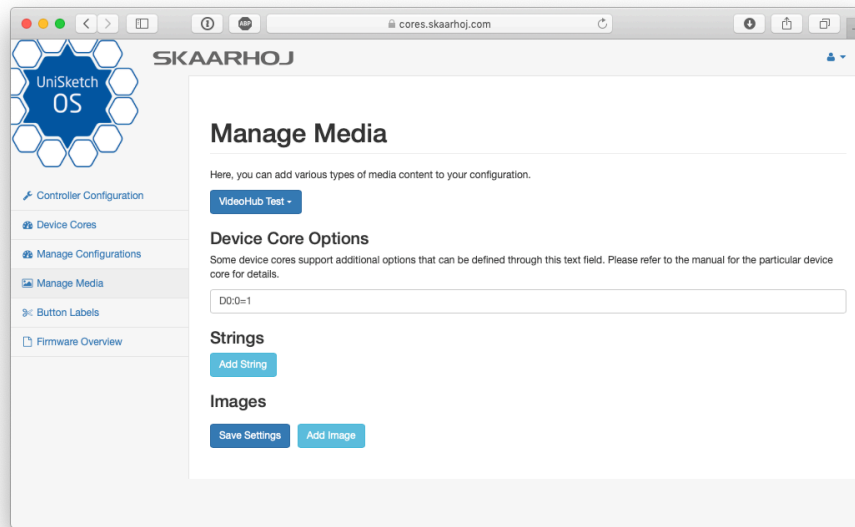 ABP
cores.skaarhoj.com
UniSketch
OS
SKAARHOJ
Controller Configuration
Device Cores
Manage Configurations
Manage Media
Button Labels
Firmware Overview
Manage Media
Here, you can add various types of media content to your configuration.
VideoHub Test
Device Core Options
Some device cores support additional options that can be defined through this text field. Please refer to the manual for the particular device
core for details.
D0:0=1
Strings
Add String
Images
Save Settings
Add Image